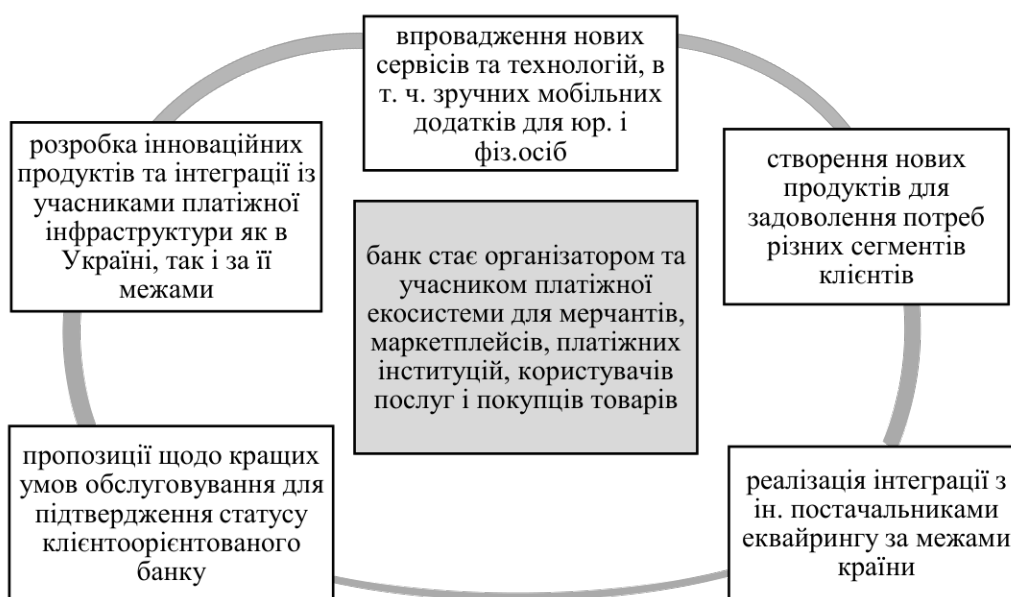 впровадження нових
сервісів та технологій, в
т. ч. зручних мобільних
додатків для юр. і
фіз.осіб
розробка інноваційних
продуктів та інтеграції із
учасниками платіжної
інфраструктури як в
Україні, так і за її
межами
створення нових
продуктів для
задоволення потреб
різних сегментів
клієнтів
банк стає організатором та
учасником платіжної
екосистеми для мерчантів,
маркетплейсів, платіжних
інституцій, користувачів
послуг і покупців товарів
пропозиції щодо кращих
умов обслуговування для
підтвердження статусу
клієнтоорієнтованого
банку
реалізація інтеграції з
ін. постачальниками
еквайрингу за межами
країни